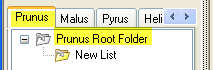 Prunus Malus Pyrus Heli
Prunus Root Folder
New List